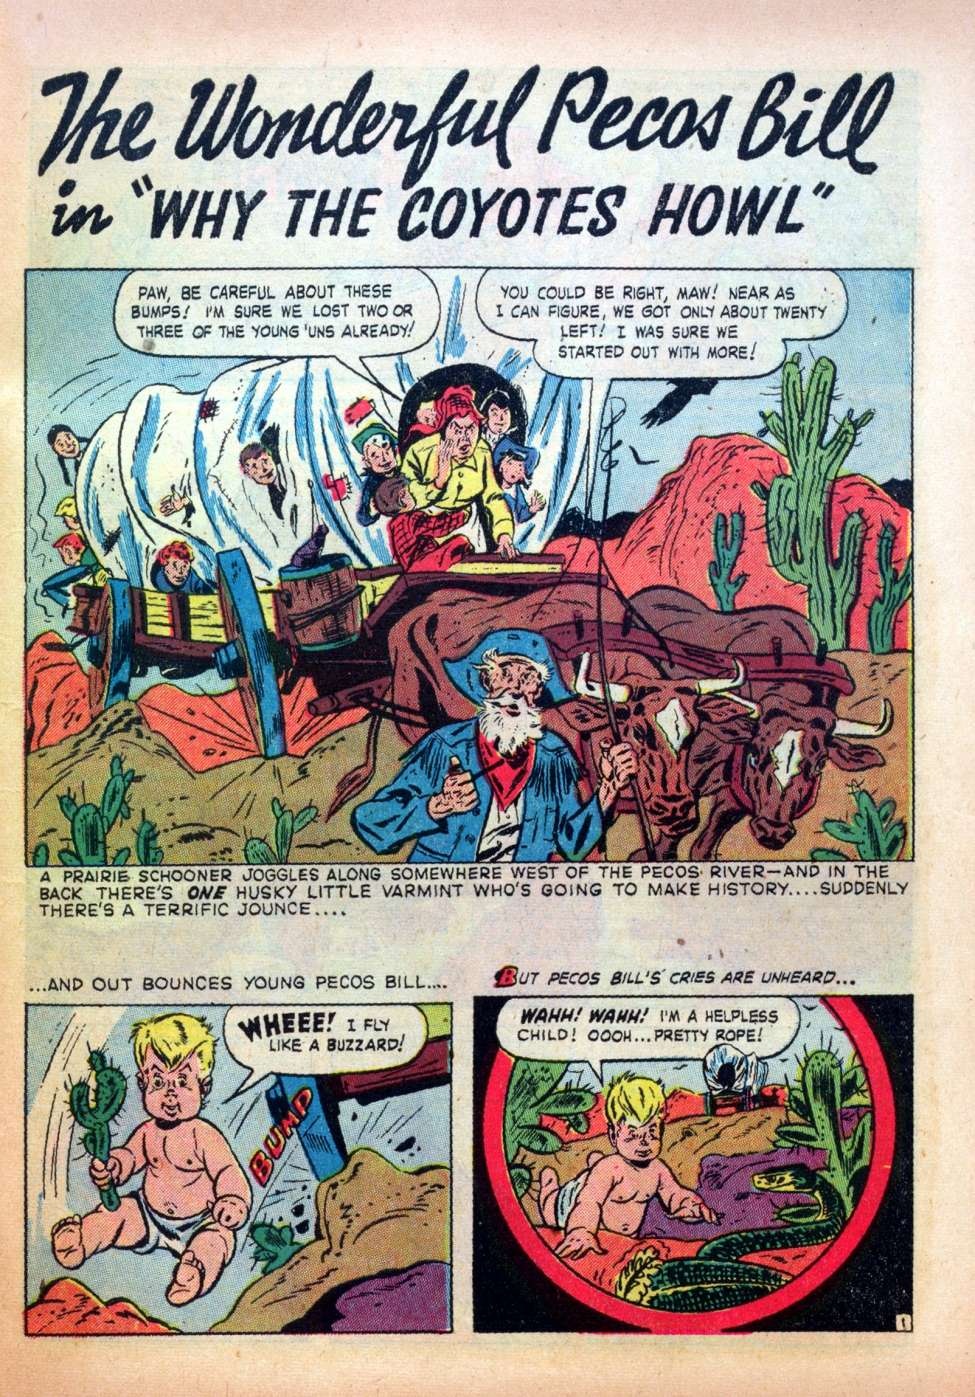 The Wonderful Pecos Bill
in "WHY THE COYOTES HOWL"
PAW, BE CAREFUL ABOUT THESE
BUMPS! I'M SURE WE LOST TWO OR
THREE OF THE YOUNG 'UNS ALREADY!
YOU COULD BE RIGHT, MAW! NEAR AS
I CAN FIGURE, WE GOT ONLY ABOUT TWENTY
LEFT! I WAS SURE WE
STARTED OUT WITH MORE!
A PRAIRIE SCHOONER JOGGLES ALONG SOMEWHERE WEST OF THE PECOS RIVER—AND IN THE
BACK THERE'S ONE HUSKY LITTLE VARMINT WHO'S GOING TO MAKE HISTORY....SUDDENLY
THERE'S A TERRIFIC JOUNCE....
...AND OUT BOUNCES YOUNG PECOS BILL....
WHEEE! I FLY
LIKE A BUZZARD!
BUMP
BUT PECOS BILL'S CRIES ARE UNHEARD...
WAHH! WAHH! I'M A HELPLESS
CHILD! OOOH...PRETTY ROPE!
1